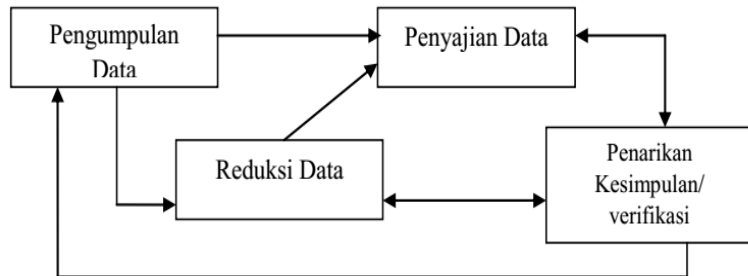 Pengumpulan
Data
Penyajian Data
Reduksi Data
Penarikan
Kesimpulan/
verifikasi